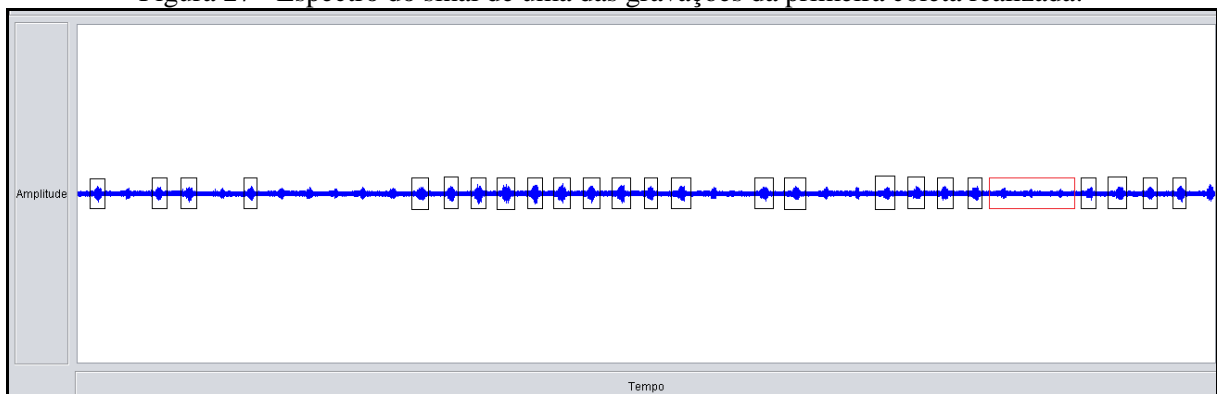 Figura 27 - Espectro do sinal de uma das gravações da primeira coleta realizada.
Amplitude
Tempo